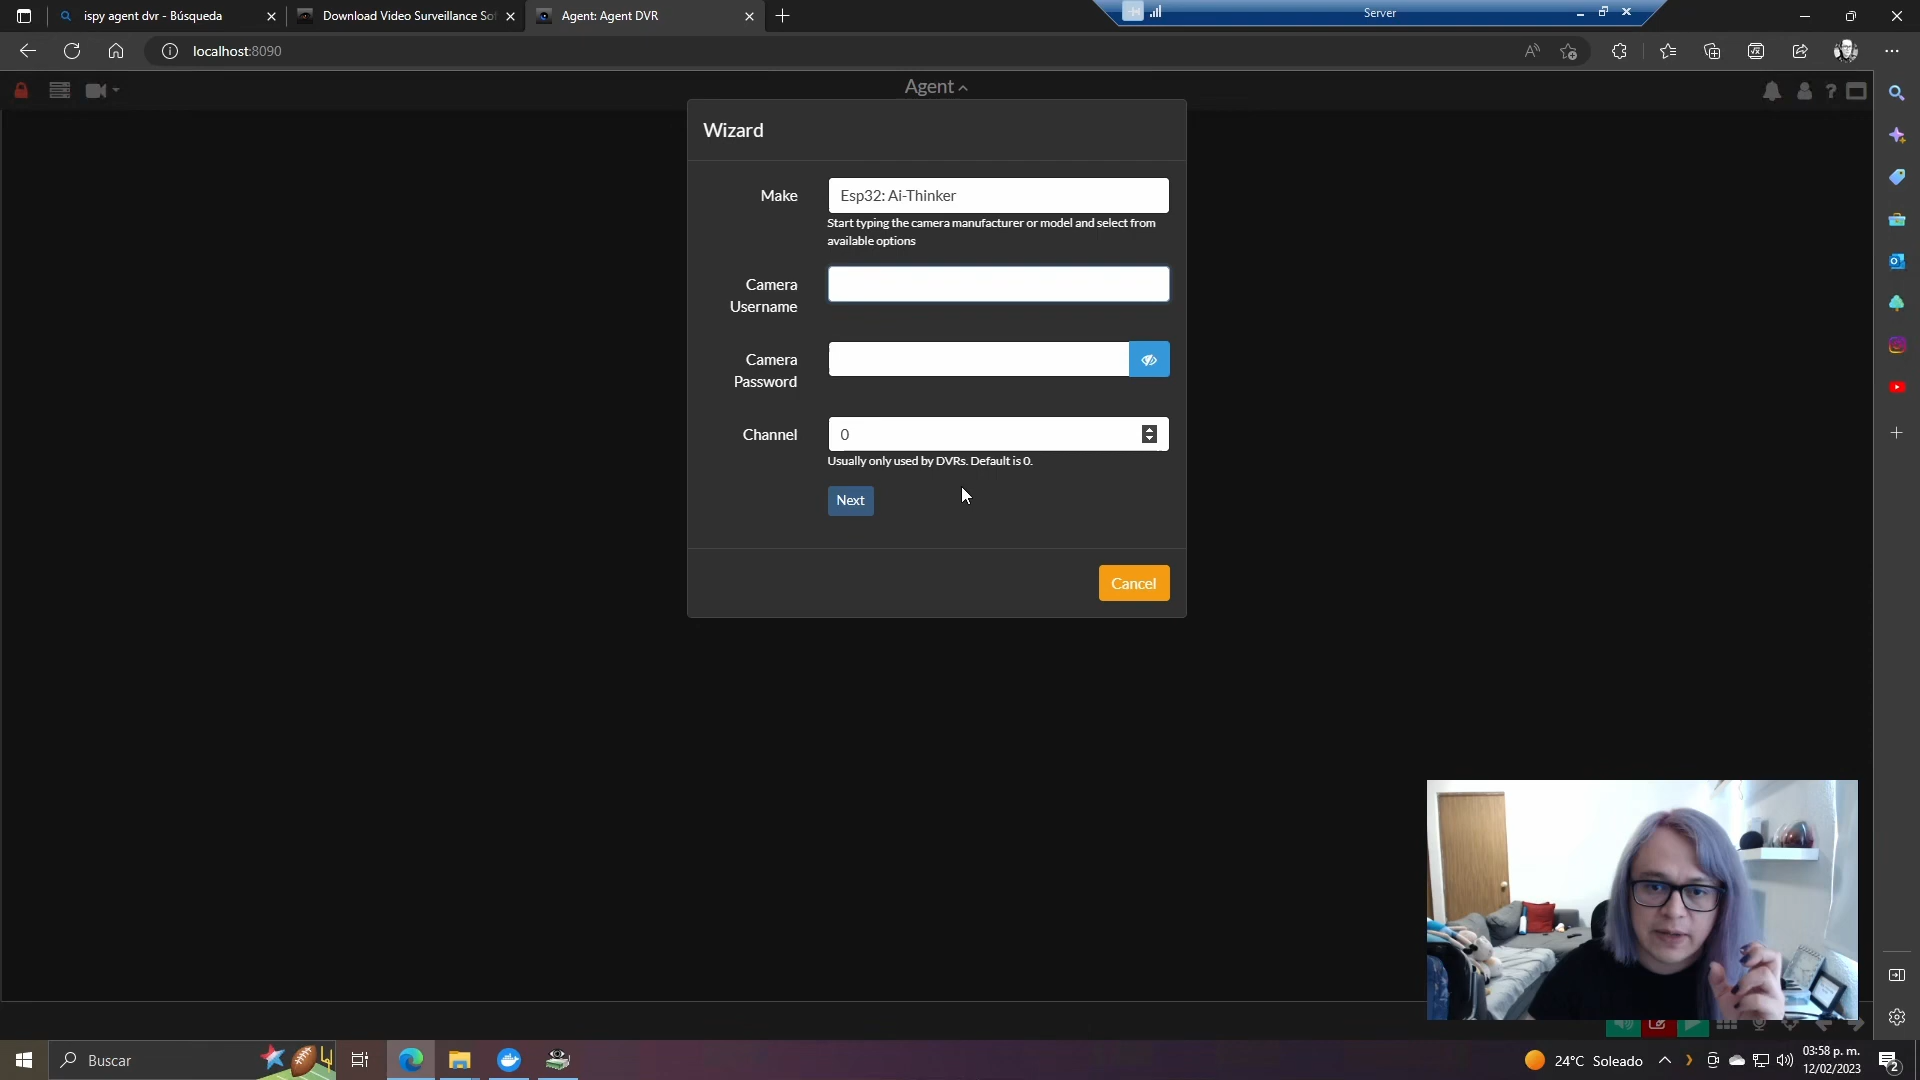 ispy agent dvr - Búsqueda
Download Video Surveillance Sof
Agent: Agent DVR
Server
localhost:8090
Agent
Wizard
Make
Esp32: Ai-Thinker
Start typing the camera manufacturer or model and select from
available options
Camera
Username
Camera
Password
Channel
0
Usually only used by DVRs. Default is 0.
Next
Cancel
Buscar
24°C Soleado
03:58 p. m.
12/02/2023
2